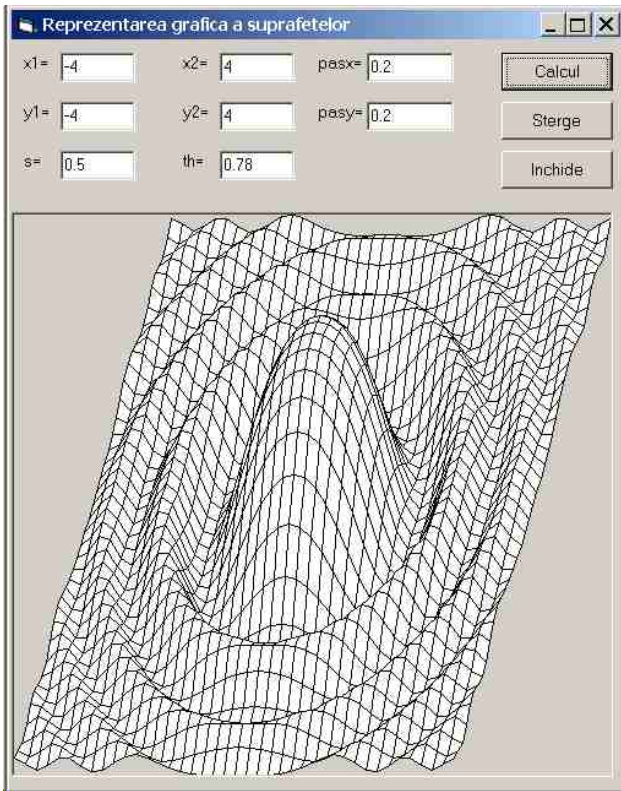 Reprezentarea grafica a suprafetelor
x1= -4 x2= 4 pasx= 0.2 Calcul
y1= -4 y2= 4 pasy= 0.2 Sterge
s= 0.5 th= 0.78 Inchide